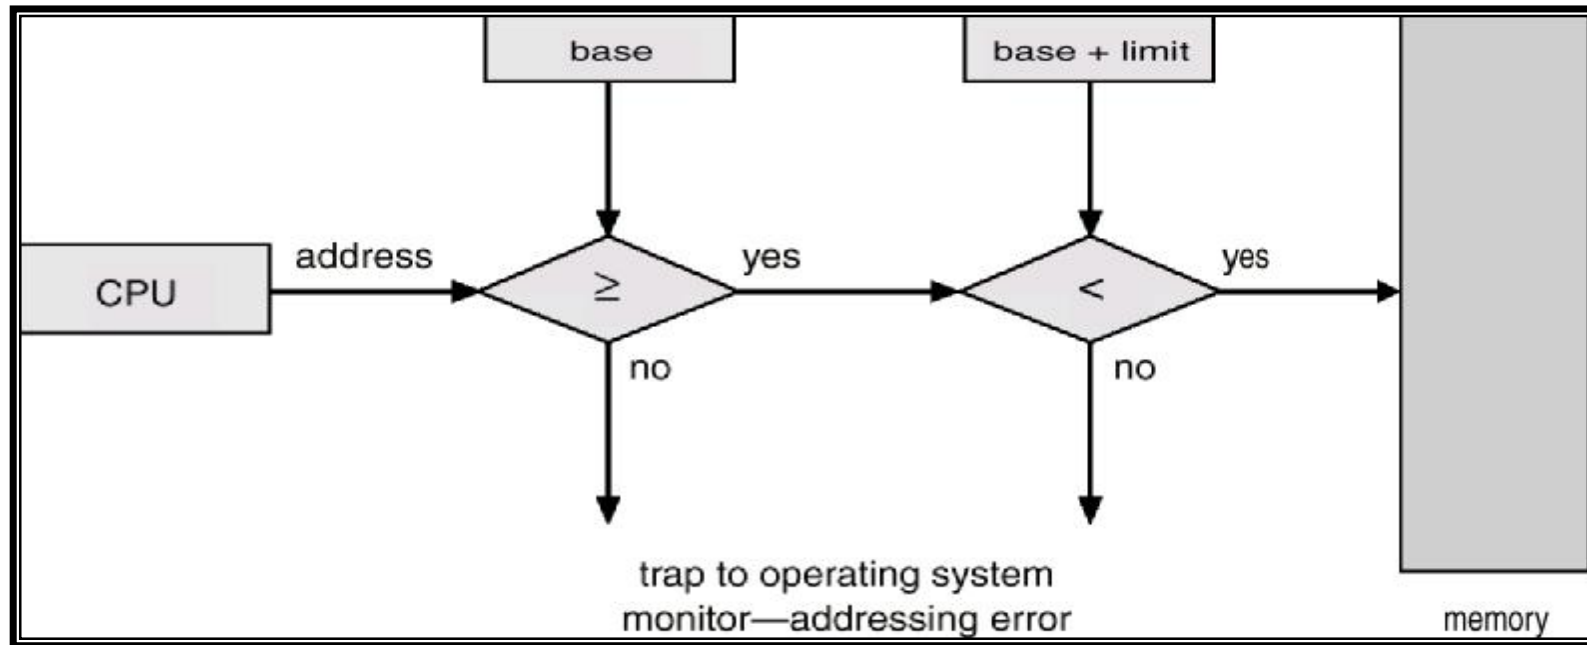 base
base + limit
CPU
address
≥
yes
<
yes
no
no
trap to operating system
monitor—addressing error
memory